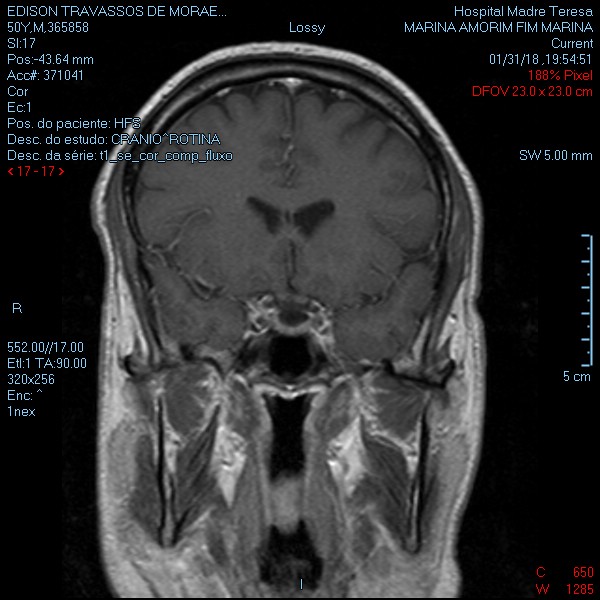 EDISON TRAVASSOS DE MORAE...
50Y,M,365858
Sl:17
Pos:-43.64 mm
Acc#: 371041
Cor
Ec:1
Pos. do paciente: HFS
Desc. do estudo: CRANIO^ROTINA
Desc. da série: t1_se_cor_comp_fluxo
< 17 - 17 >
Lossy
Hospital Madre Teresa
MARINA AMORIM FIM MARINA
Current
01/31/18 ,19:54:51
188% Pixel
DFOV 23.0 x 23.0 cm
SW 5.00 mm
R
5 cm
552.00//17.00
Etl:1 TA:90.00
320x256
Enc: ^
1nex
I
C 650
W 1285